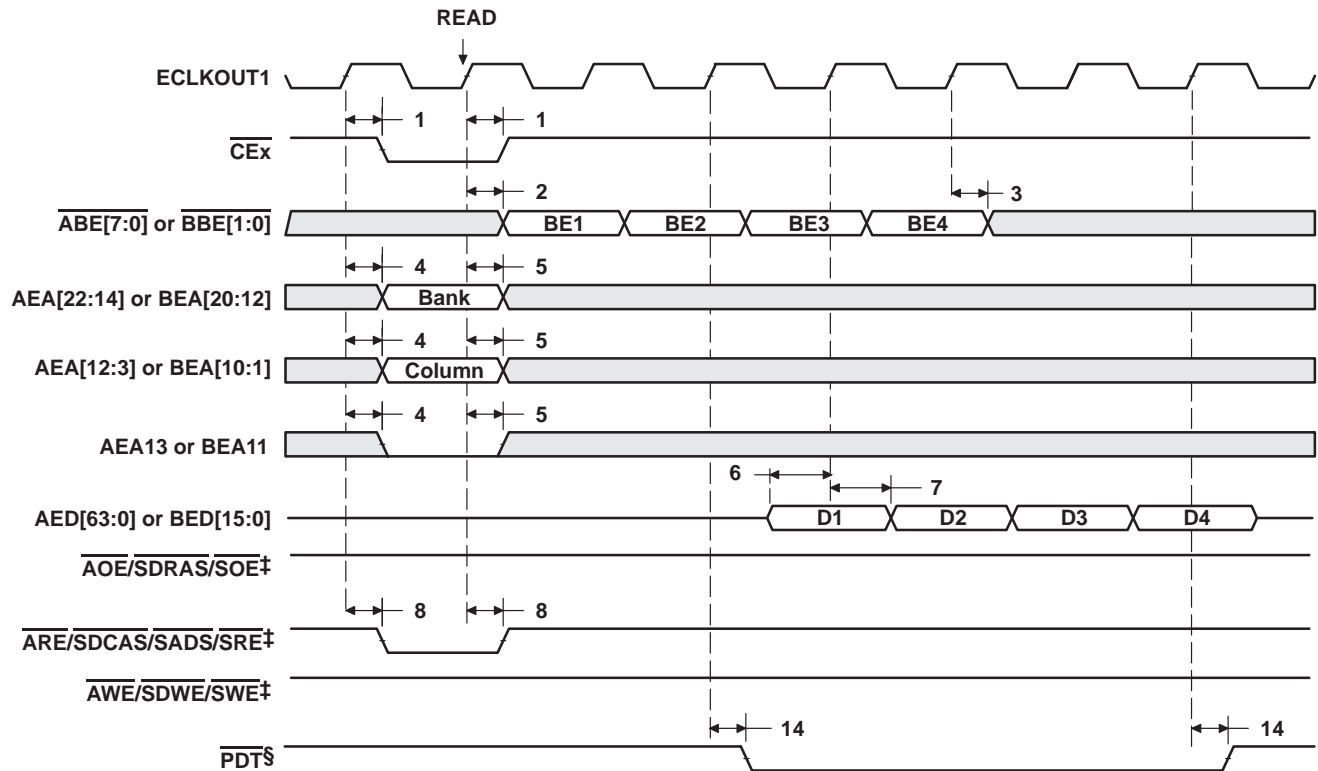 READ
ECLKOUT1
1 1
CEx
2 3
ABE[7:0] or BBE[1:0] BE1 BE2 BE3 BE4
4 5
AEA[22:14] or BEA[20:12] Bank
4 5
AEA[12:3] or BEA[10:1] Column
4 5
AEA13 or BEA11
6 7
AED[63:0] or BED[15:0] D1 D2 D3 D4
AOE/SDRAS/SOE‡
8 8
ARE/SDCAS/SADS/SRE‡
AWE/SDWE/SWE‡
14 14
PDT§